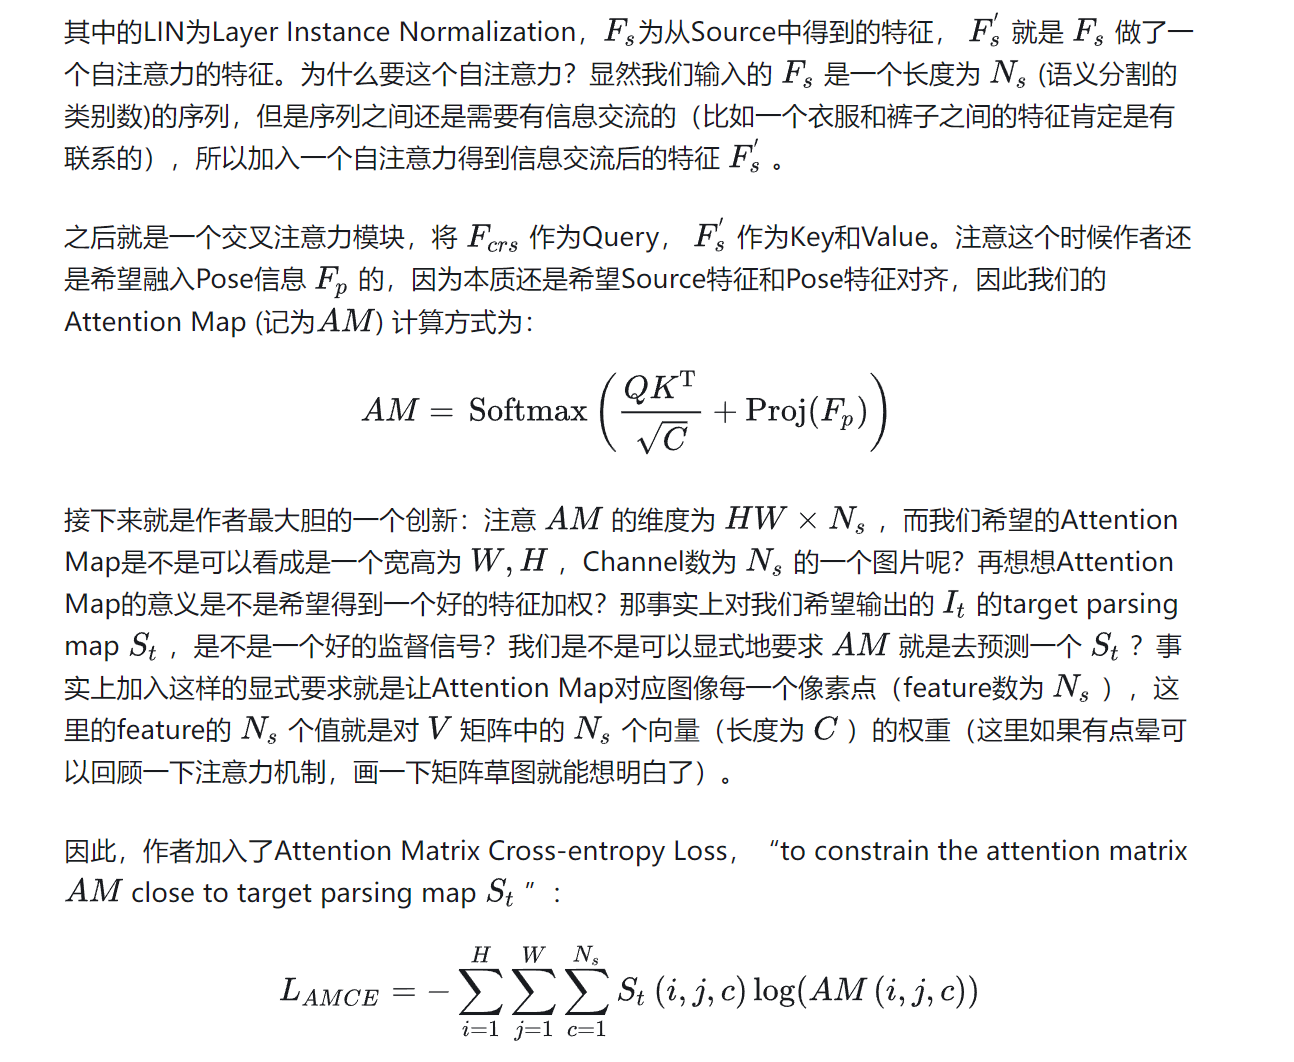 其中的LIN为Layer Instance Normalization，$F_s$为从Source中得到的特征， $F_s^{'}$ 就是 $F_s$ 做了一
个自注意力的特征。为什么要这个自注意力？显然我们输入的 $F_s$ 是一个长度为 $N_s$ (语义分割的
类别数)的序列，但是序列之间还是需要有信息交流的（比如一个衣服和裤子之间的特征肯定是有
联系的），所以加入一个自注意力得到信息交流后的特征 $F_s^{'}$ 。
之后就是一个交叉注意力模块，将 $F_{crs}$ 作为Query， $F_s^{'}$ 作为Key和Value。注意这个时候作者还
是希望融入Pose信息 $F_p$ 的，因为本质还是希望Source特征和Pose特征对齐，因此我们的
Attention Map (记为$AM$) 计算方式为：
$AM = \text{Softmax}\left(\frac{QK^{\mathrm{T}}}{\sqrt{C}} + \text{Proj}(F_p)\right)$
接下来就是作者最大胆的一个创新：注意 $AM$ 的维度为 $HW \times N_s$ ，而我们希望的Attention
Map是不是可以看成是一个宽高为 $W, H$ ，Channel数为 $N_s$ 的一个图片呢？再想想Attention
Map的意义是不是希望得到一个好的特征加权？那事实上对我们希望输出的 $I_t$ 的target parsing
map $S_t$ ，是不是一个好的监督信号？我们是不是可以显式地要求 $AM$ 就是去预测一个 $S_t$ ？事
实上加入这样的显式要求就是让Attention Map对应图像每一个像素点（feature数为 $N_s$ ），这
里的feature的 $N_s$ 个值就是对 $V$ 矩阵中的 $N_s$ 个向量（长度为 $C$ ）的权重（这里如果有点晕可
以回顾一下注意力机制，画一下矩阵草图就能想明白了）。
因此，作者加入了Attention Matrix Cross-entropy Loss，“to constrain the attention matrix
$AM$ close to target parsing map $S_t$ ”：
$L_{AMCE} = -\sum_{i=1}^{H}\sum_{j=1}^{W}\sum_{c=1}^{N_s} S_t(i,j,c)\log(AM(i,j,c))$